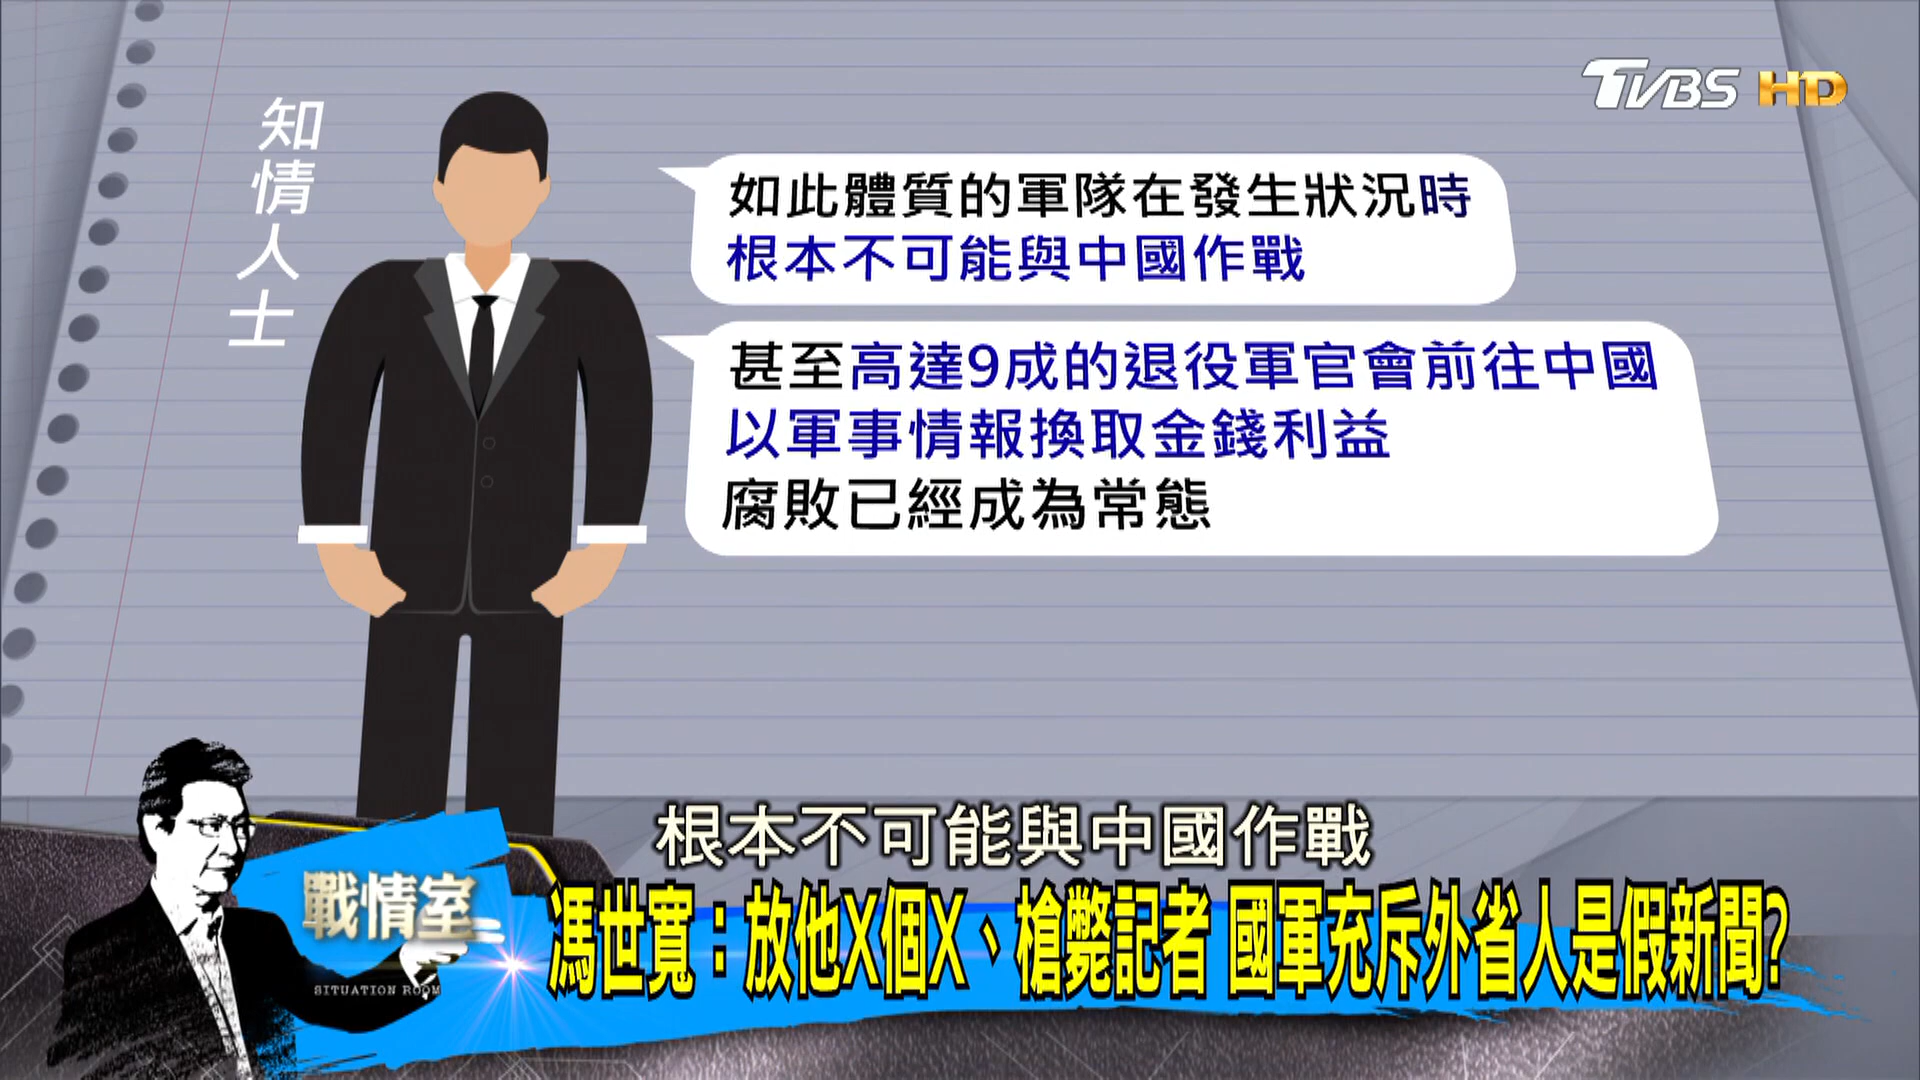 TVBS HD
知情人士
如此體質的軍隊在發生狀況時
根本不可能與中國作戰
甚至高達9成的退役軍官會前往中國
以軍事情報換取金錢利益
腐敗已經成為常態
根本不可能與中國作戰
戰情室
SITUATION ROOM
馮世寬:放他X個X、槍斃記者 國軍充斥外省人是假新聞?